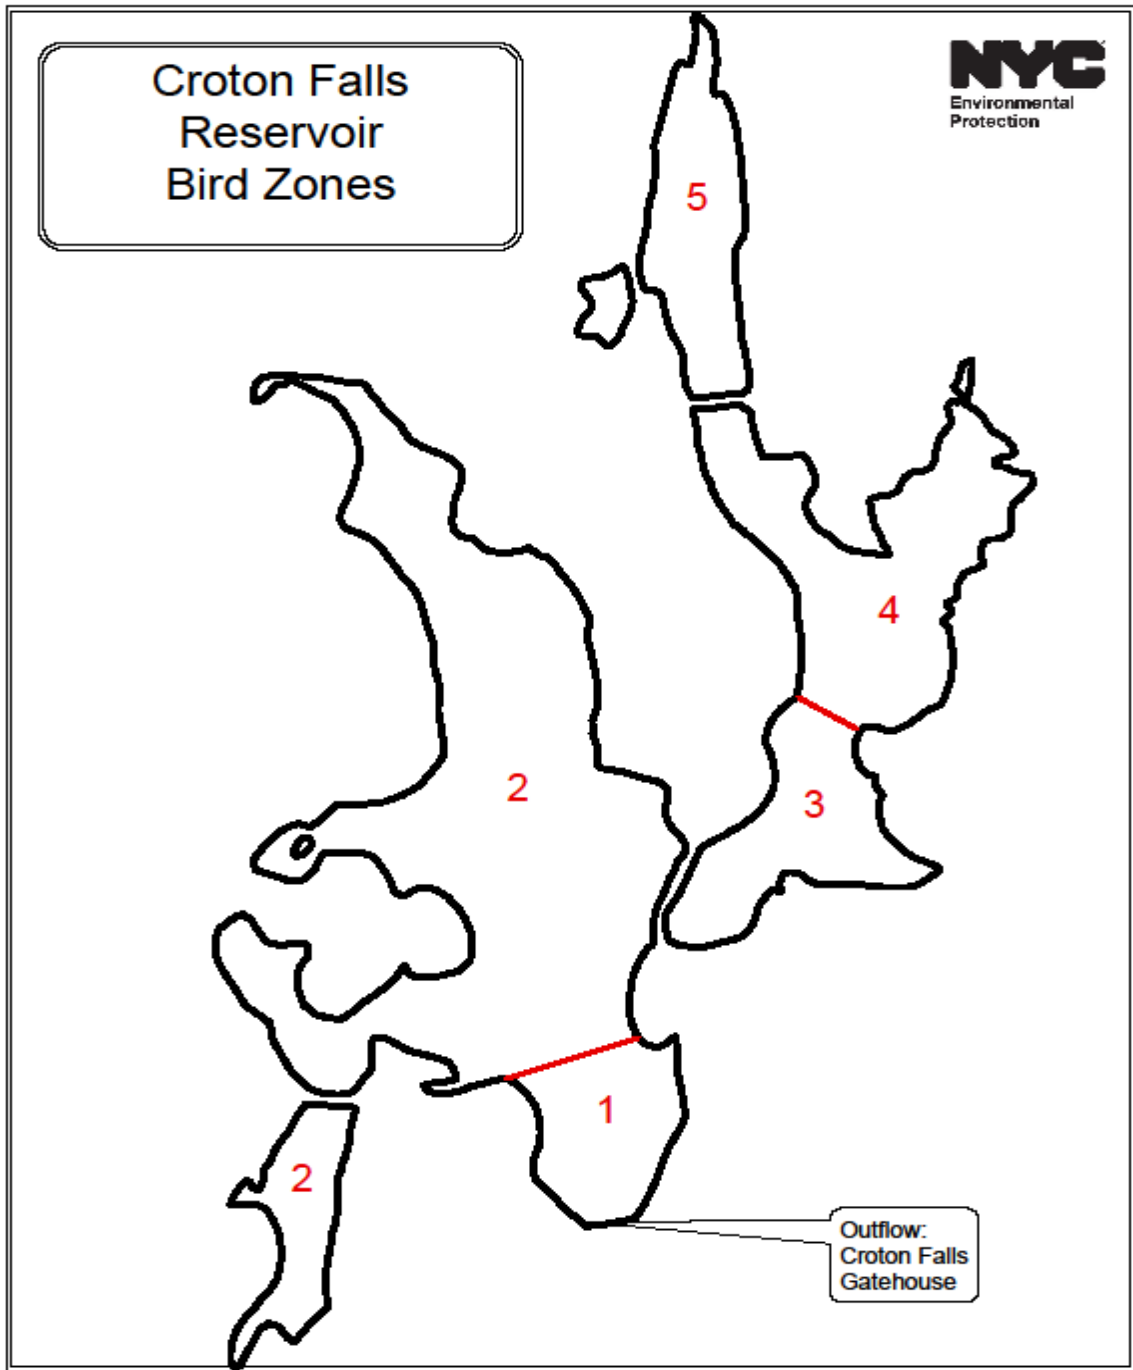 Croton Falls
Reservoir
Bird Zones
NYC
Environmental
Protection
5
4
2
3
1
2
Outflow:
Croton Falls
Gatehouse